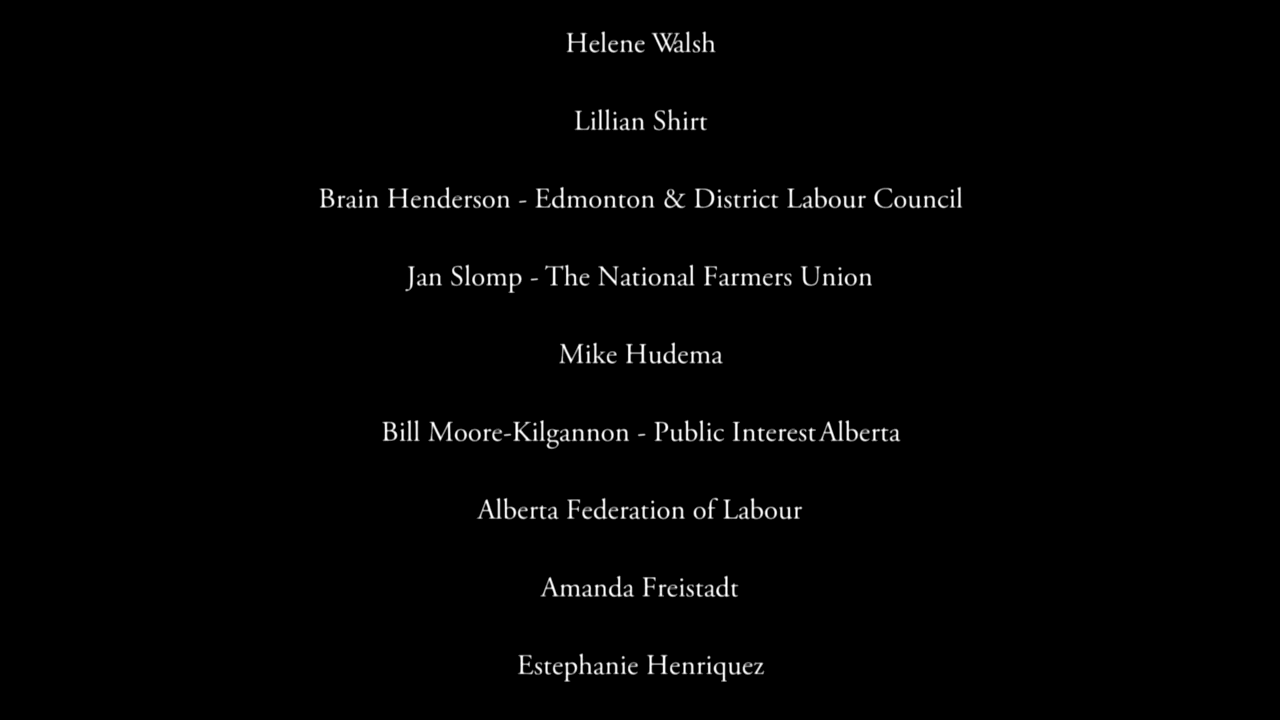 Helene Walsh
Lillian Shirt
Brain Henderson - Edmonton & District Labour Council
Jan Slomp - The National Farmers Union
Mike Hudema
Bill Moore-Kilgannon - Public Interest Alberta
Alberta Federation of Labour
Amanda Freistadt
Estephanie Henriquez